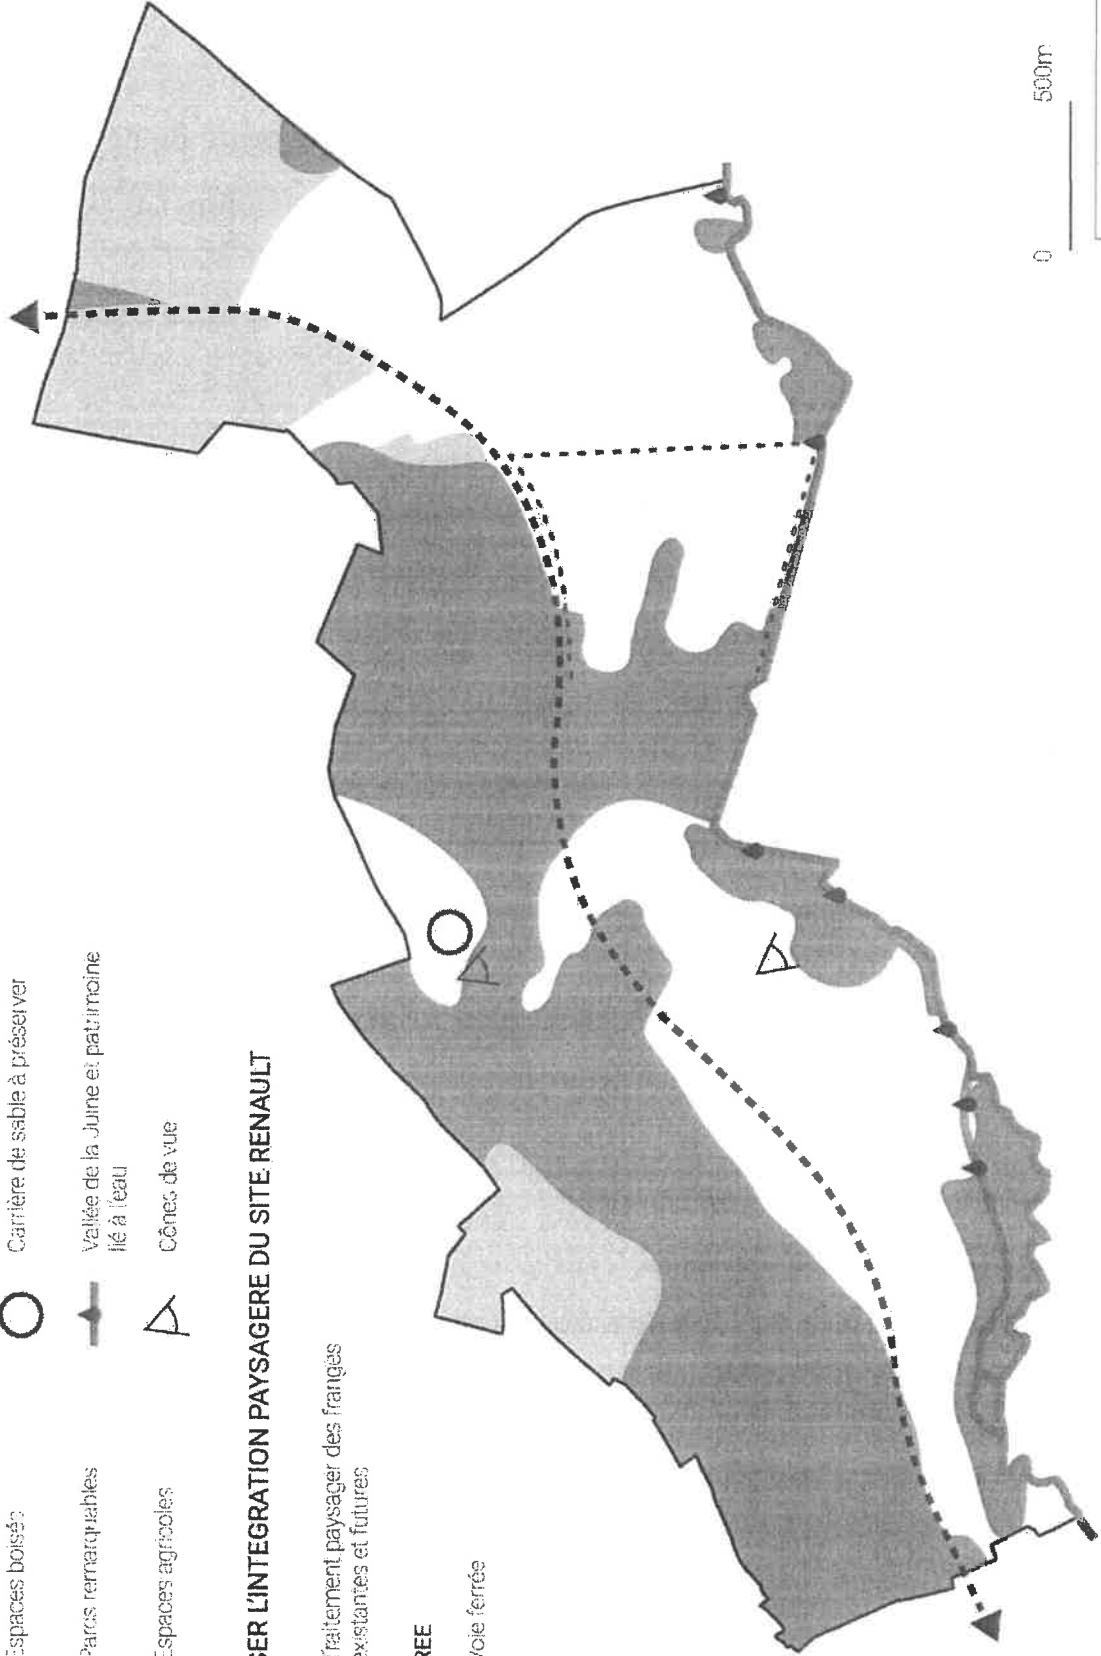 Carrière de sable à préserver
Vallée de la Juine et patrimoine
lié à l'eau
Cônes de vue
Espaces boisés
Parcs remarquables
Espaces agricoles
SER L'INTEGRATION PAYSAGERE DU SITE RENAULT
Traitement paysager des franges
existantes et futures
REE
Voie ferrée
0 500m